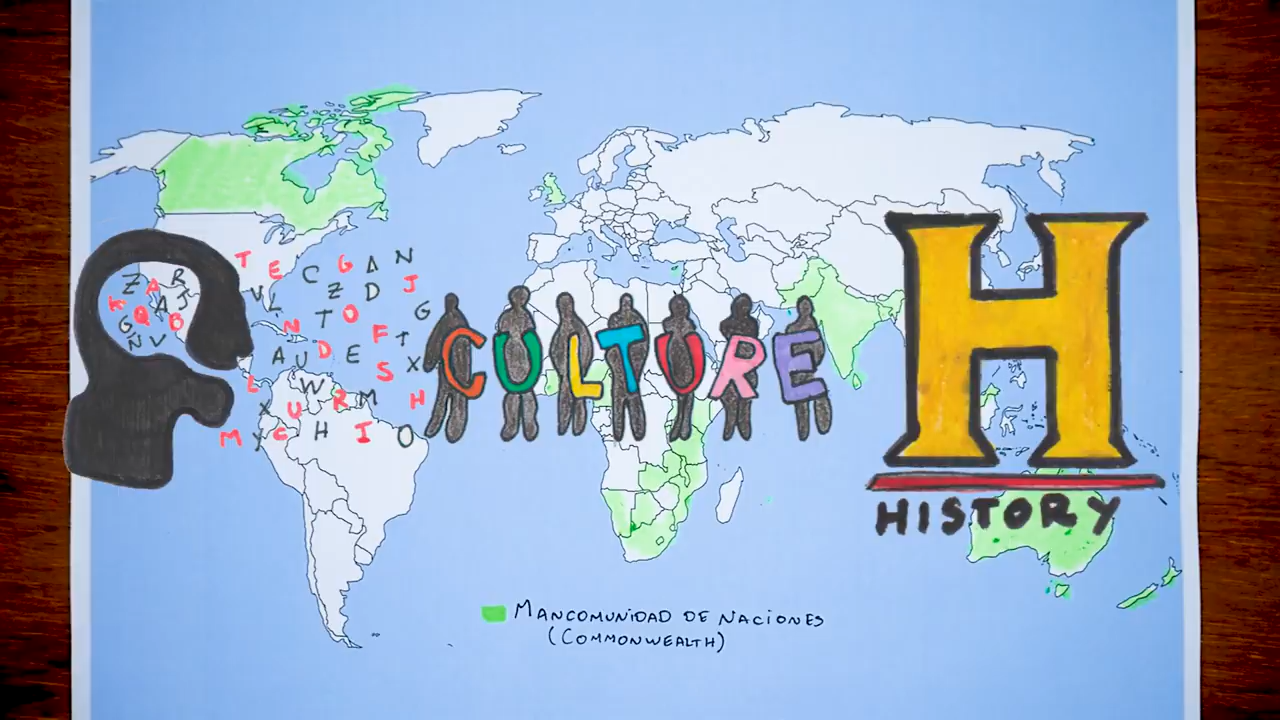 CULTURE
H
HISTORY
MANCOMUNIDAD DE NACIONES
(COMMONWEALTH)